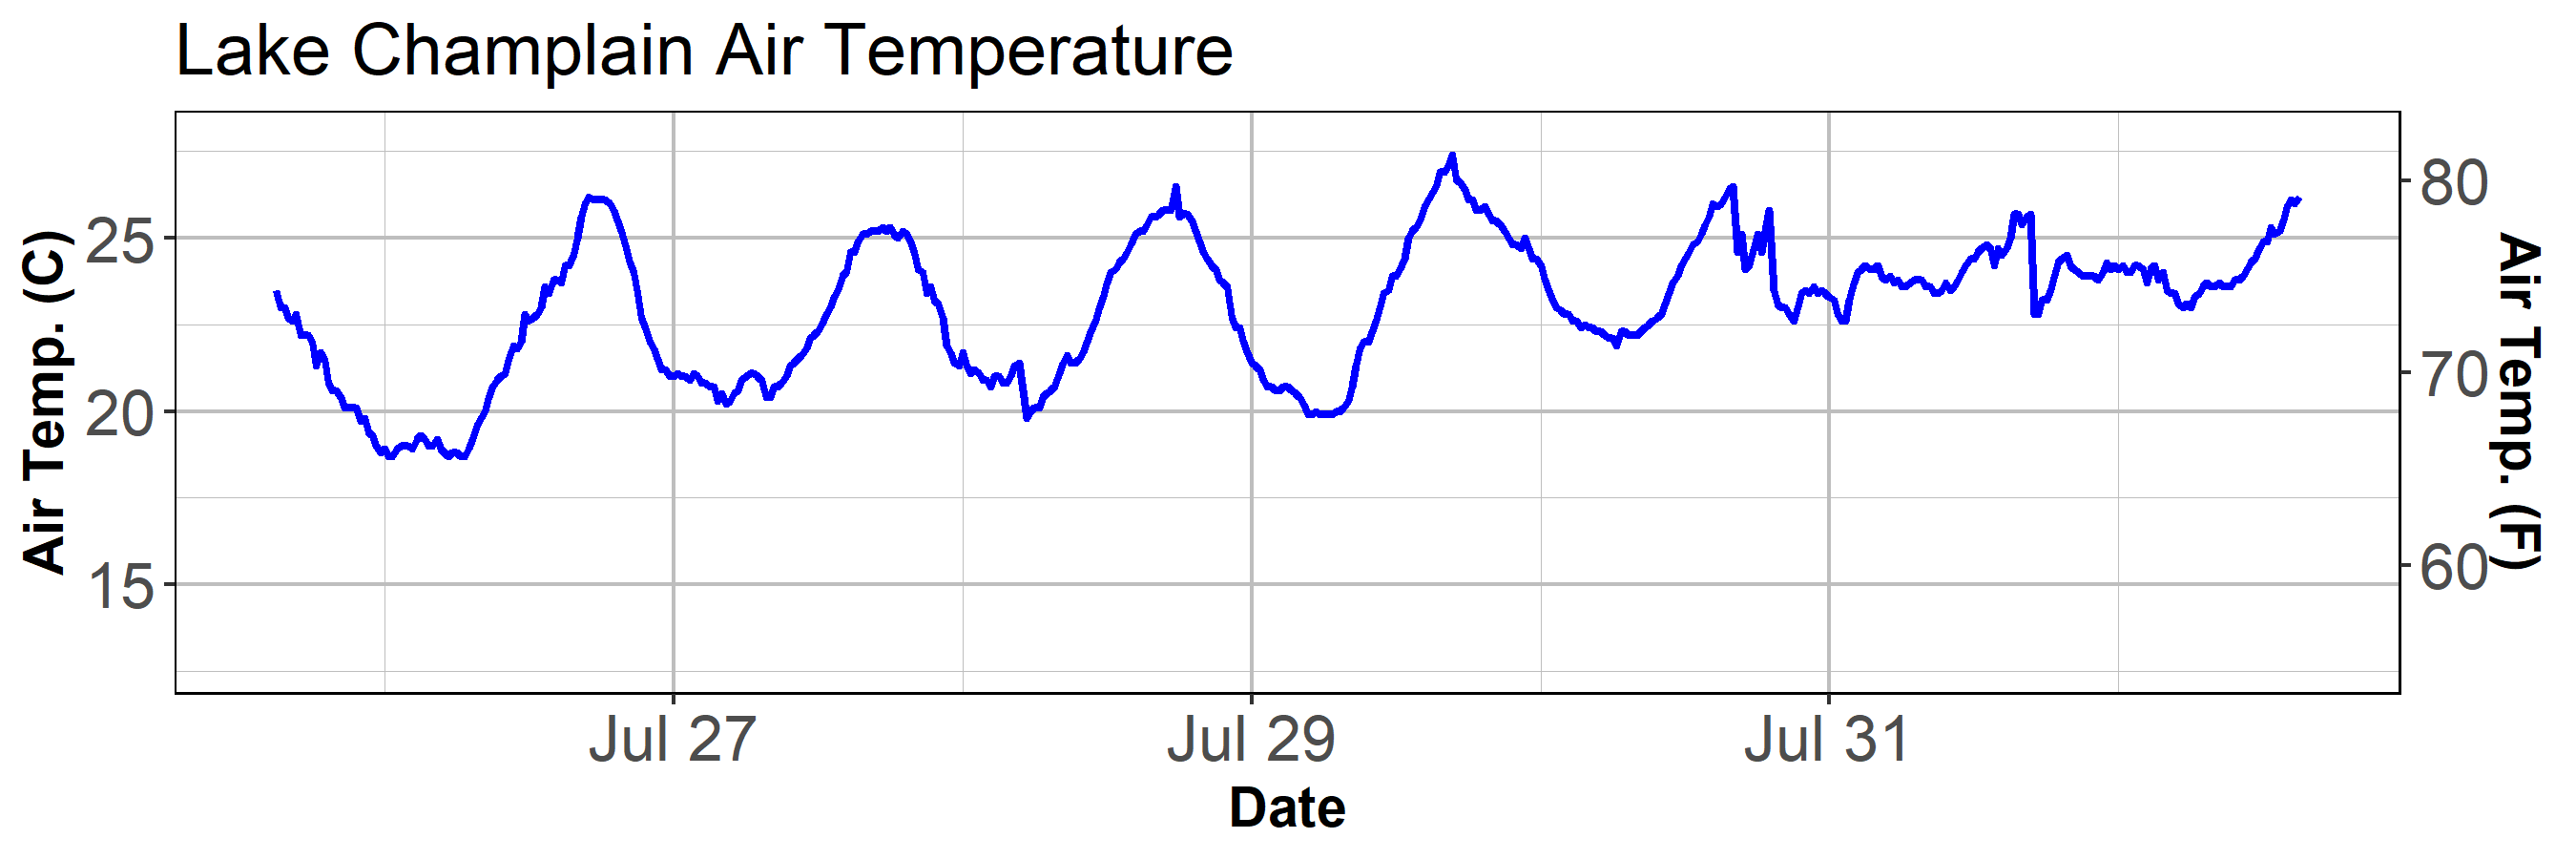 Lake Champlain Air Temperature
Air Temp. (C)
25
20
15
80
70
60
Air Temp. (F)
Jul 27 Jul 29 Jul 31
Date